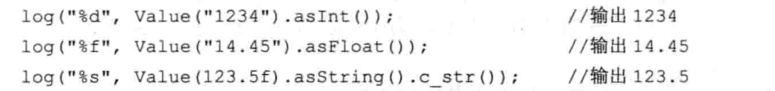 log("%d", Value("1234").asInt());    //输出 1234
log("%f", Value("14.45").asFloat());    //输出 14.45
log("%s", Value(123.5f).asString().c_str());    //输出 123.5